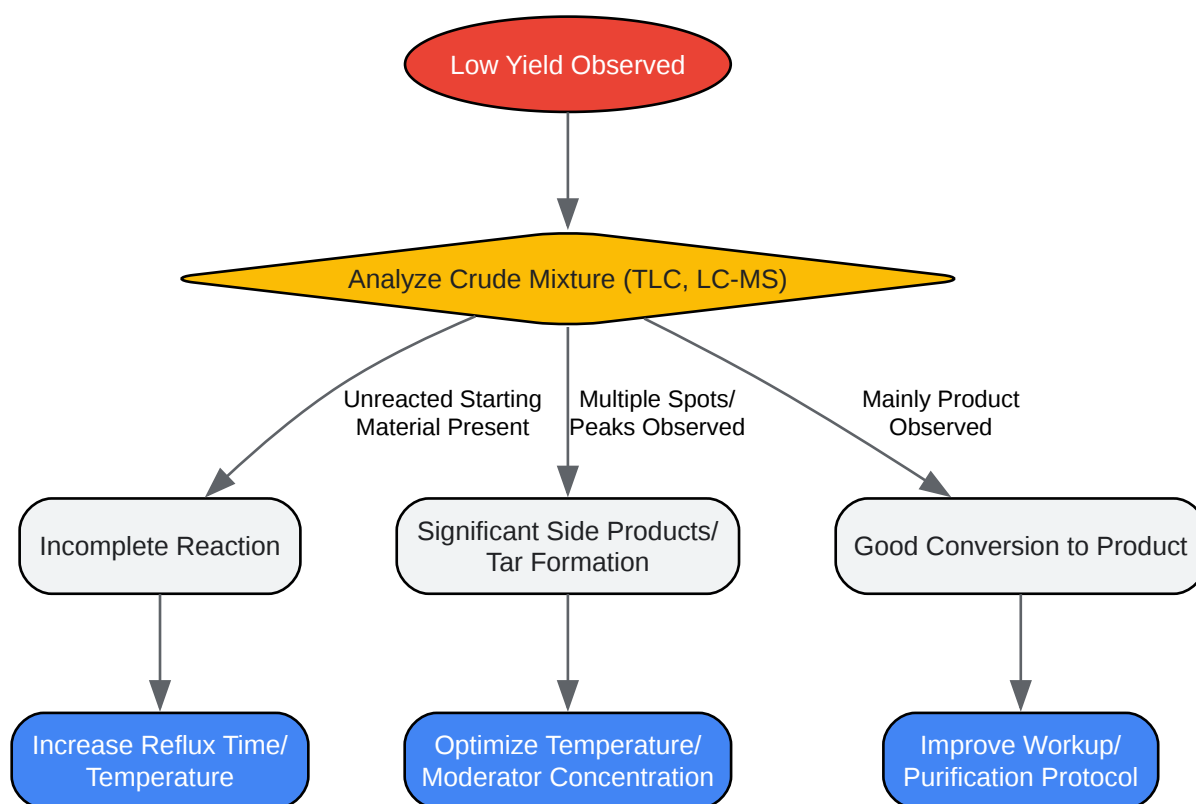 Low Yield Observed
Analyze Crude Mixture (TLC, LC-MS)
Unreacted Starting
Material Present
Multiple Spots/
Peaks Observed
Mainly Product
Observed
Incomplete Reaction
Significant Side Products/
Tar Formation
Good Conversion to Product
Increase Reflux Time/
Temperature
Optimize Temperature/
Moderator Concentration
Improve Workup/
Purification Protocol